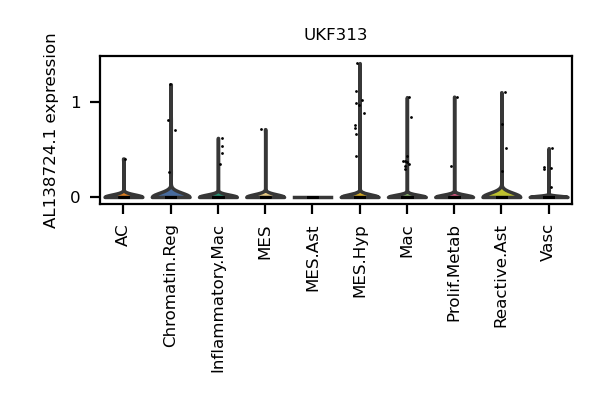 UKF313
AL138724.1 expression
1
0
AC
Chromatin.Reg
Inflammatory.Mac
MES
MES.Ast
MES.Hyp
Mac
Prolif.Metab
Reactive.Ast
Vasc